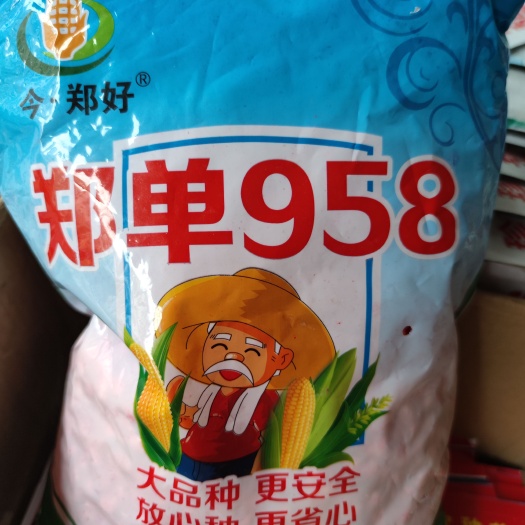 今·郑好®
郑单958
大品种 更安全
放心种 更省心